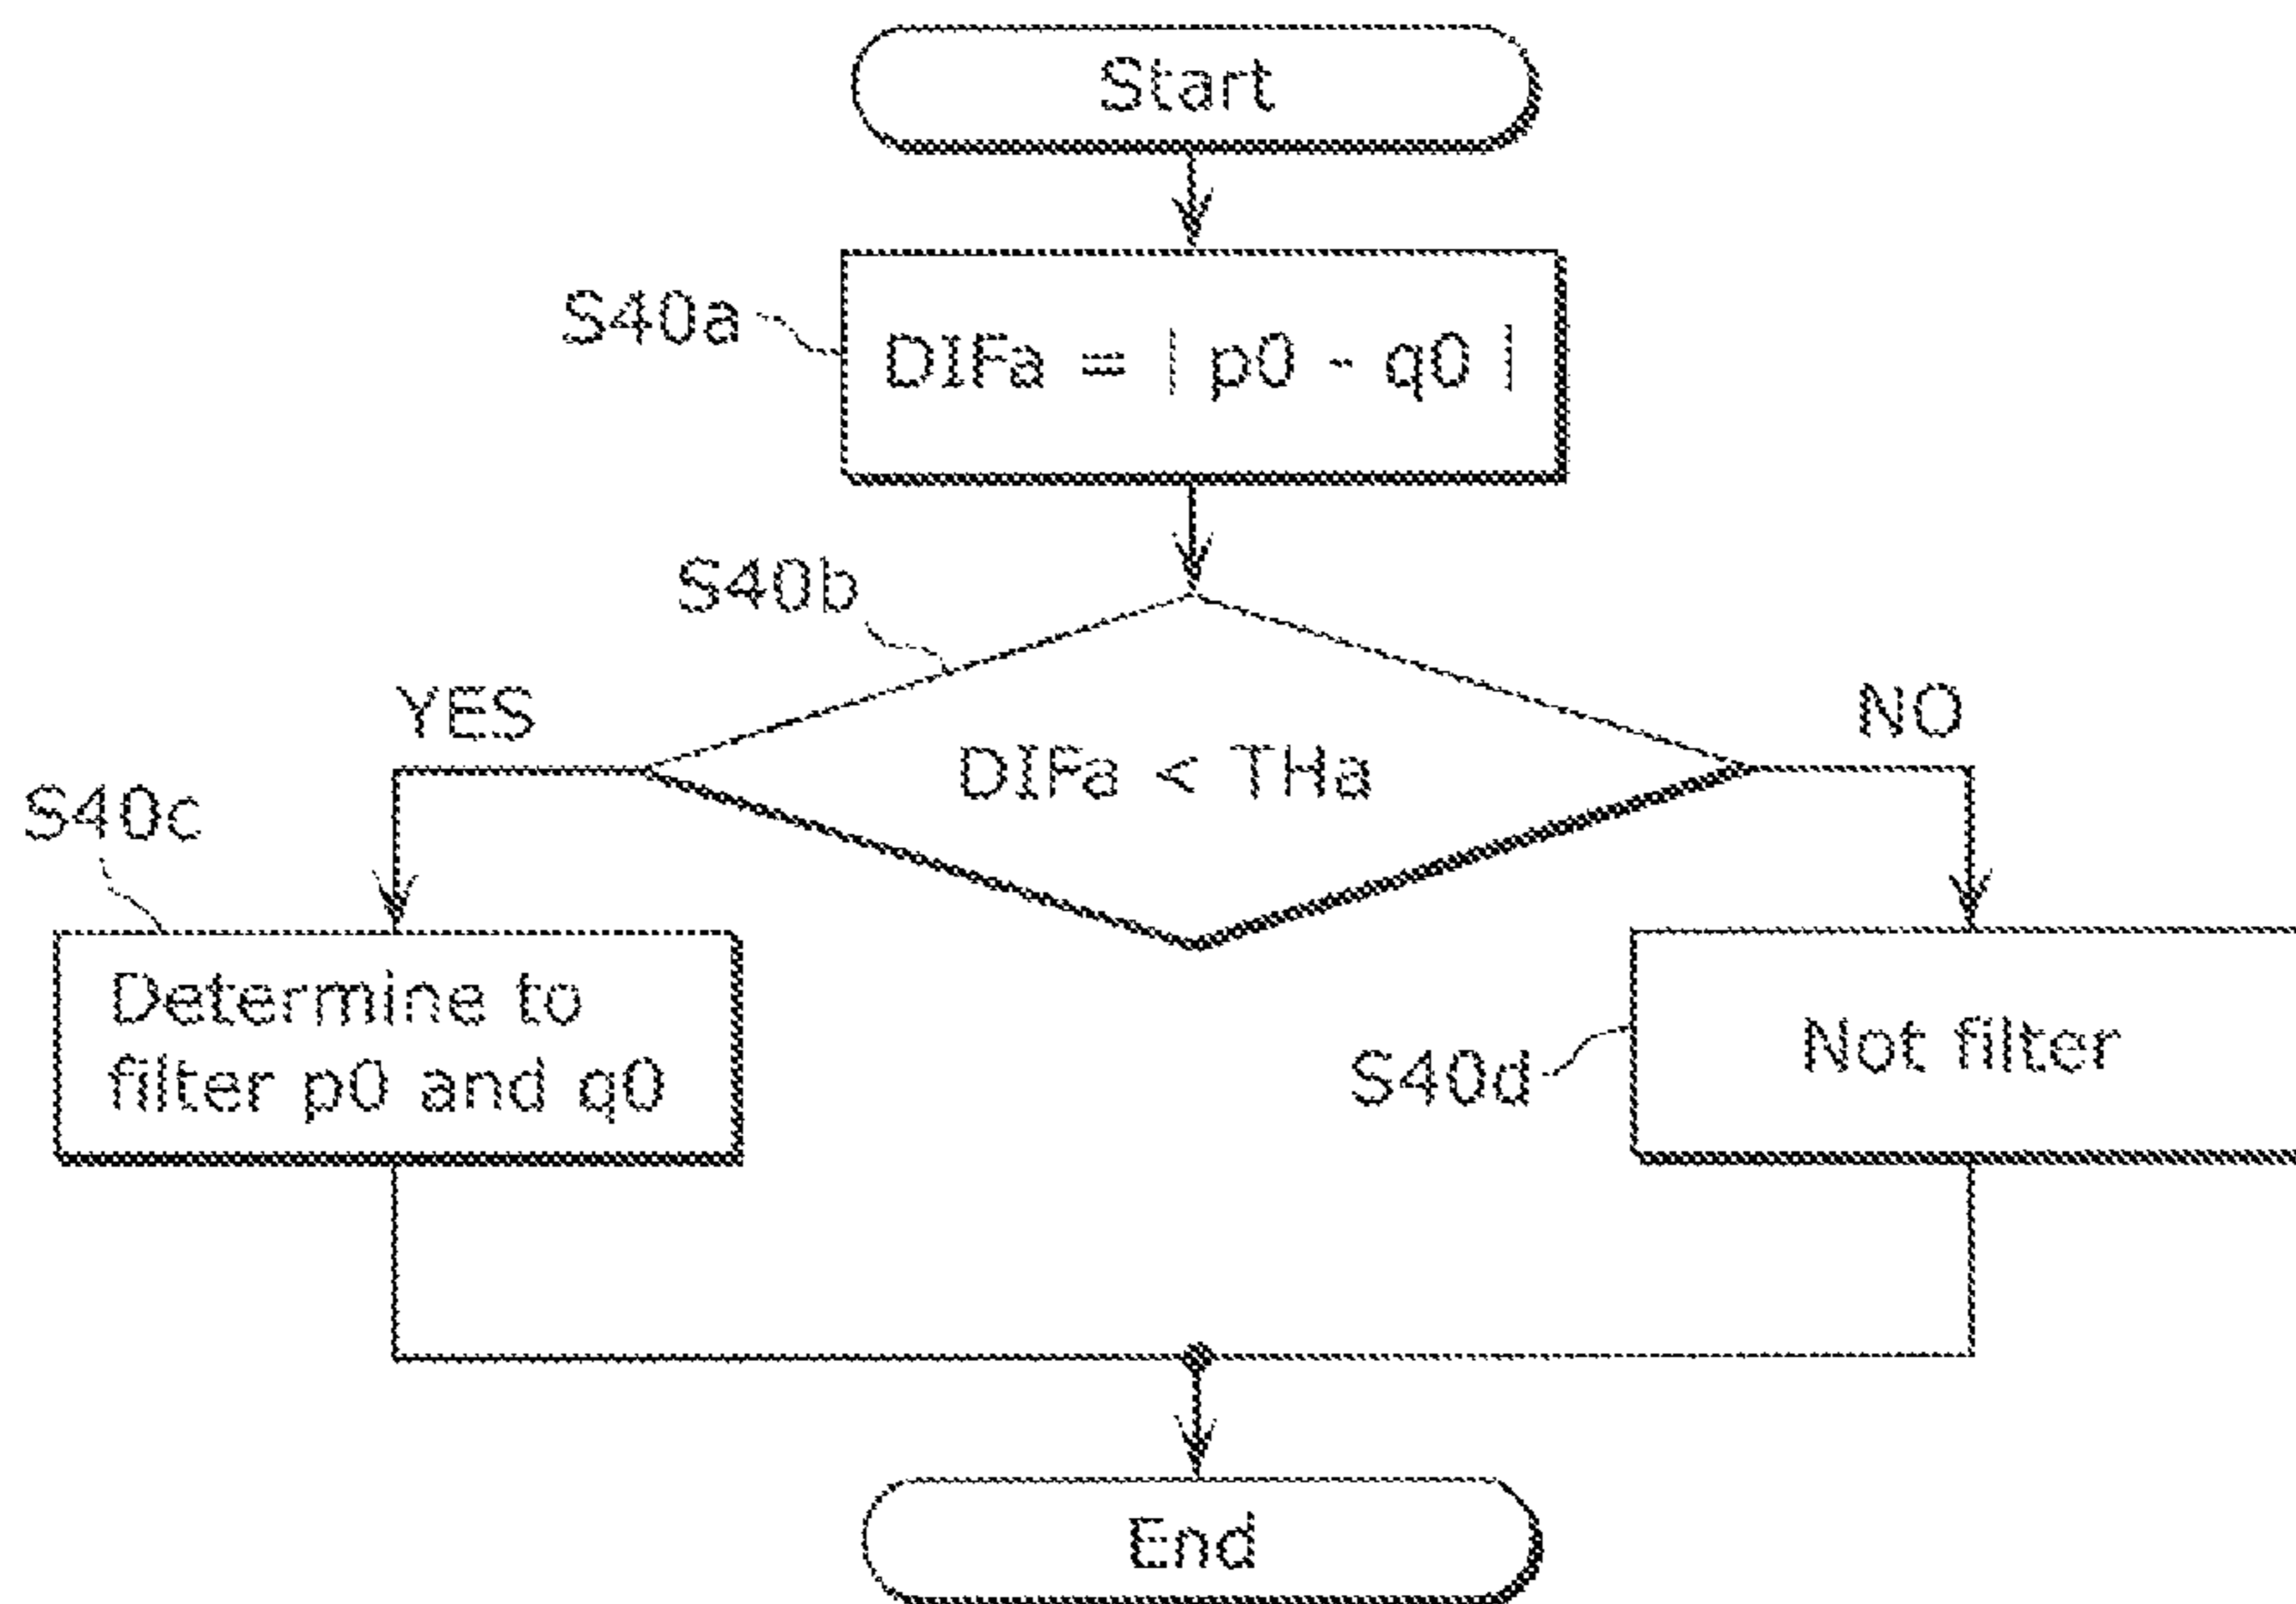 Start
S40a
DIFa = | p0 - q0 |
S40b
YES
NO
DIFa < THa
S40c
Determine to
filter p0 and q0
Not filter
S40d
End